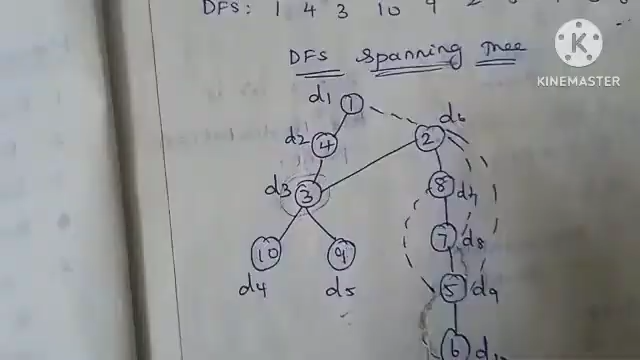 DFS: 1 4 3 10 9 2
DFS Spanning Tree
K
KINEMASTER
d1 1
d6
d2 4 2
d3 3 8 d7
7 d8
10 9
d4 d5 5 d9
6